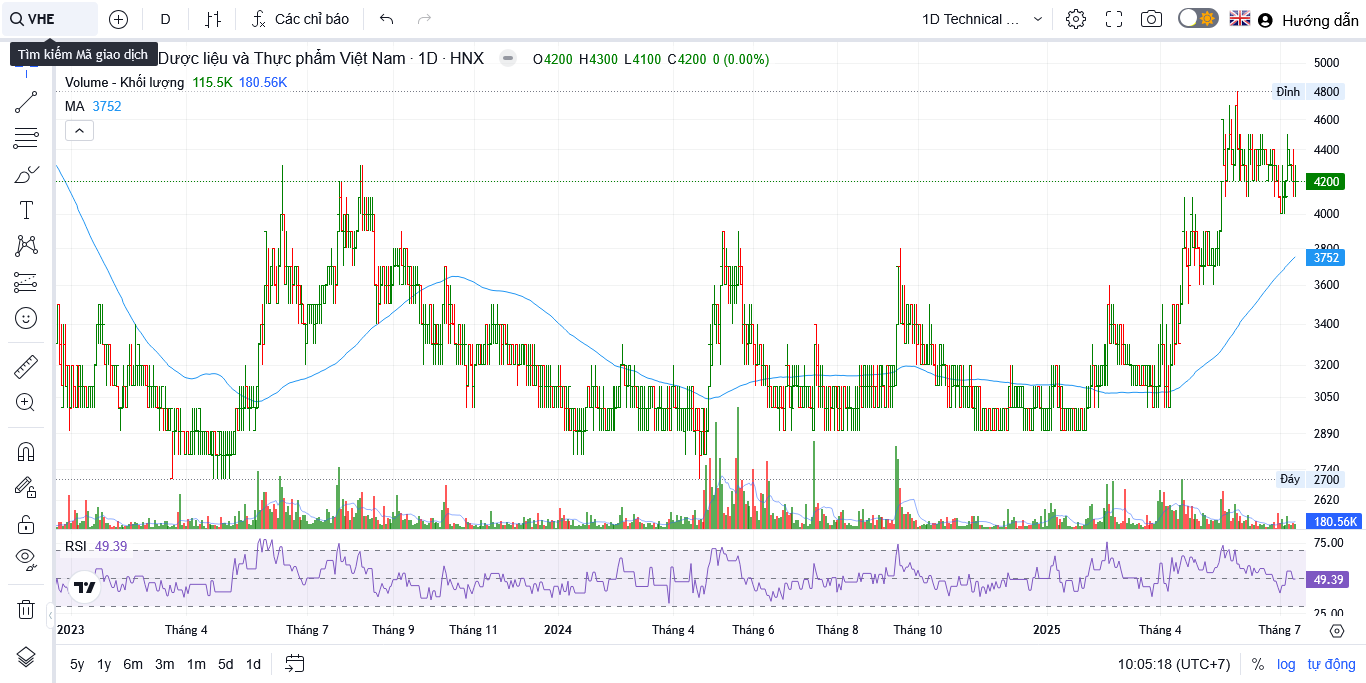 VHE
D
Các chỉ báo
1D Technical ...
Hướng dẫn
Tìm kiếm Mã giao dịch
Dược liệu và Thực phẩm Việt Nam · 1D · HNX
O4200 H4300 L4100 C4200 0 (0.00%)
Volume - Khối lượng 115.5K 180.56K
MA 3752
5000
Đỉnh 4800
4600
4400
4200
4000
3800
3752
3600
3400
3200
3050
2890
2740
Đáy 2700
2620
180.56K
RSI 49.39
75.00
49.39
25.00
2023 Tháng 4 Tháng 7 Tháng 9 Tháng 11 2024 Tháng 4 Tháng 6 Tháng 8 Tháng 10 2025 Tháng 4 Tháng 7
5y 1y 6m 3m 1m 5d 1d
10:05:18 (UTC+7) % log tự động